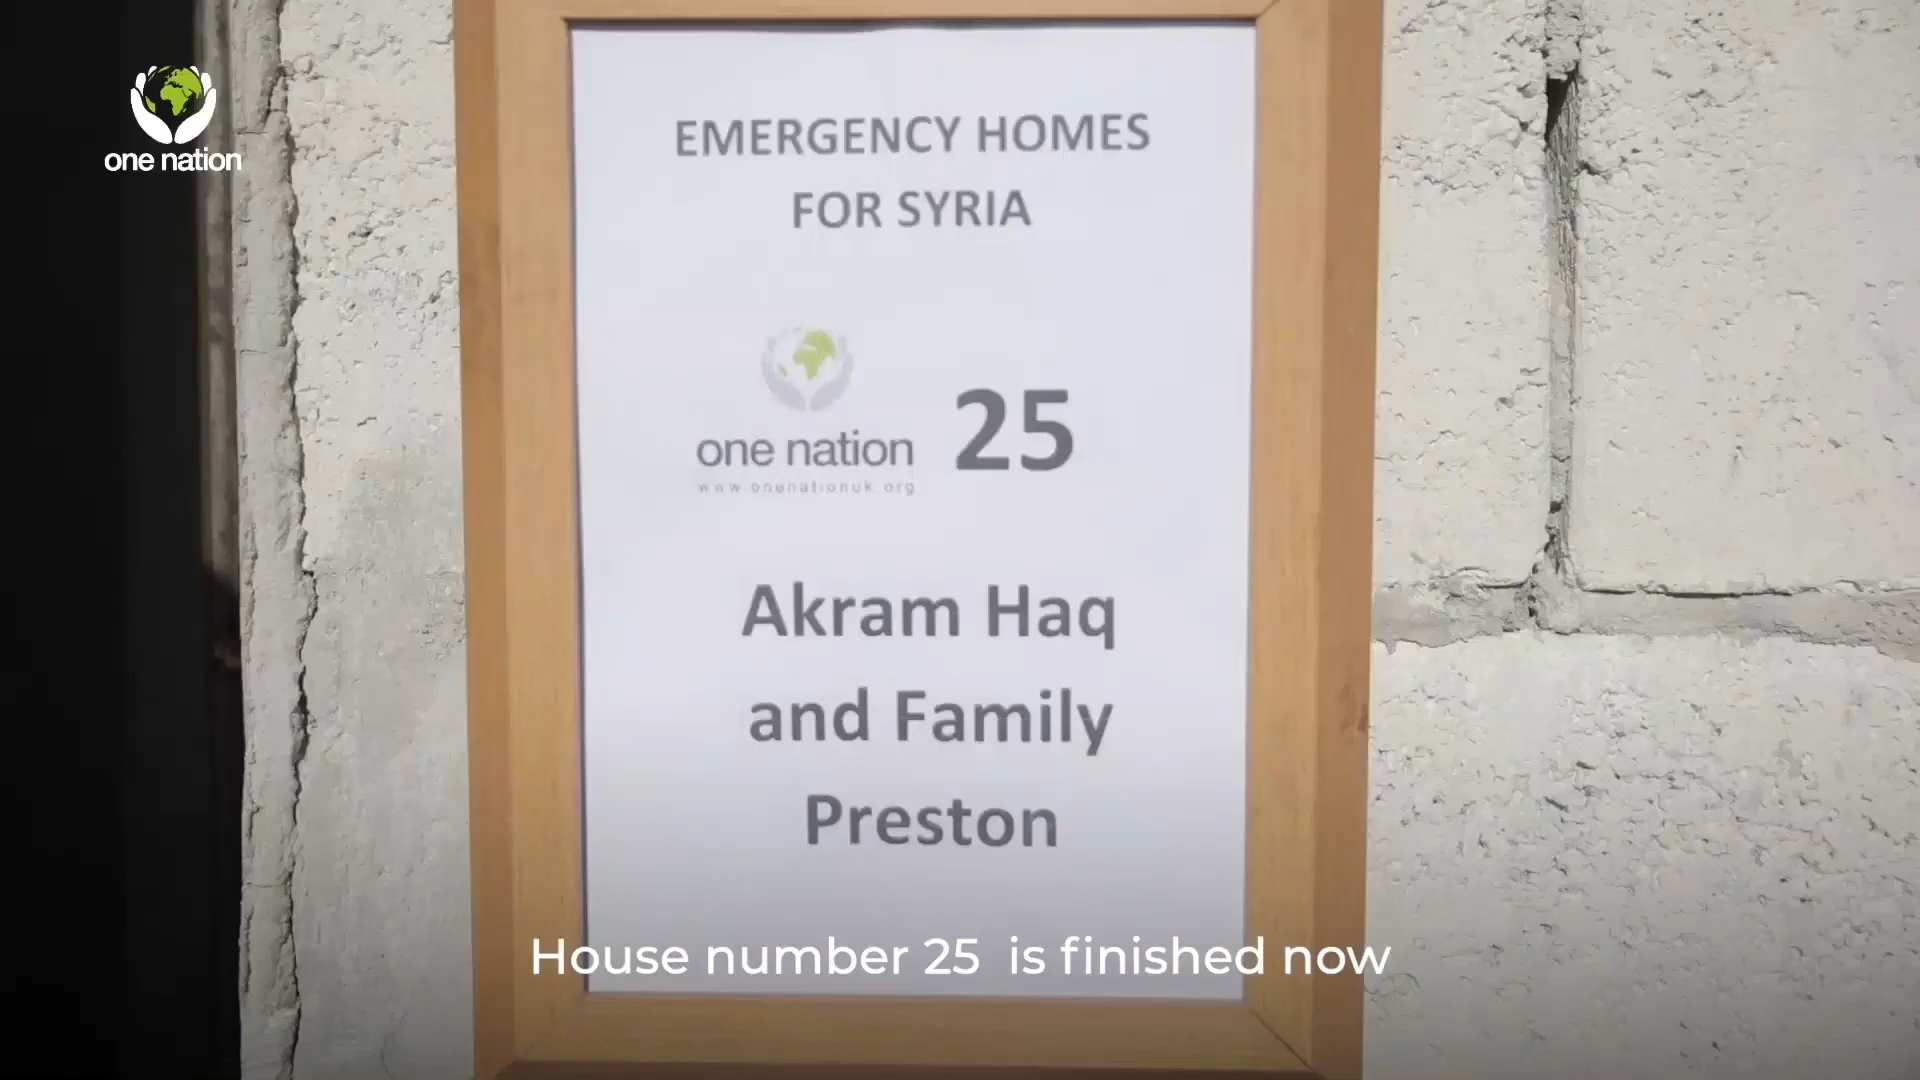 one nation
EMERGENCY HOMES
FOR SYRIA
one nation
www.onenationuk.org
25
Akram Haq
and Family
Preston
House number 25  is finished now